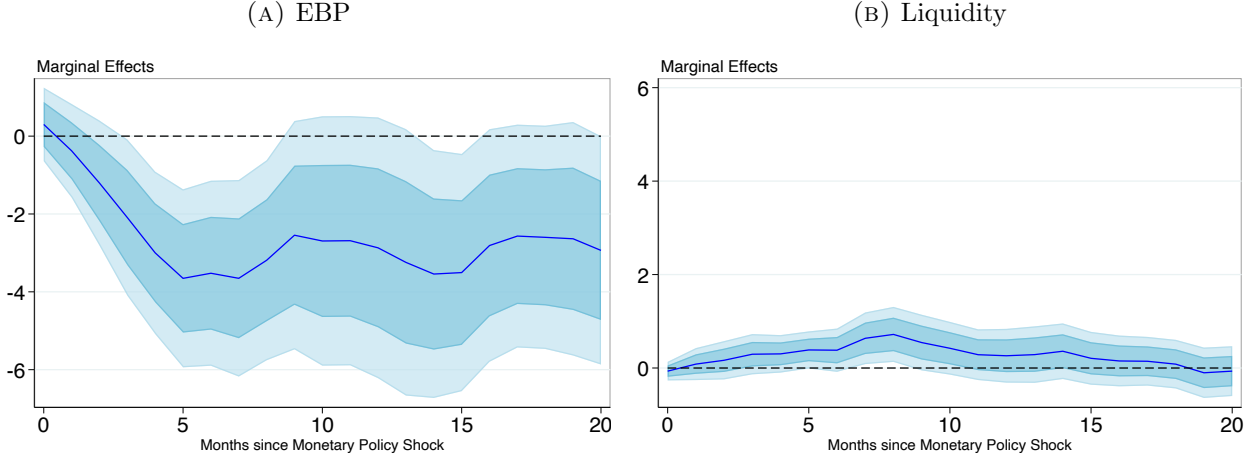 (A) EBP
Marginal Effects
0
-2
-4
-6
0 5 10 15 20
Months since Monetary Policy Shock
(B) Liquidity
Marginal Effects
6
4
2
0
0 5 10 15 20
Months since Monetary Policy Shock